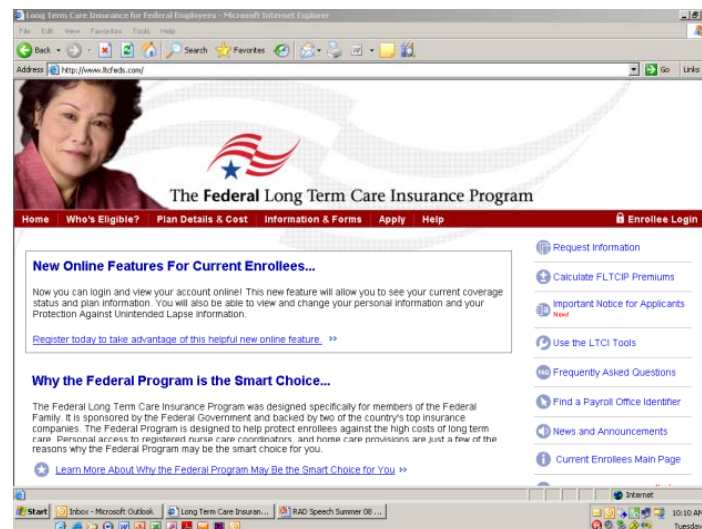 Long Term Care Insurance for Federal Employees - Microsoft Internet Explorer
File Edit View Favorites Tools Help
Back Search Favorites
Address http://www.ltcfeds.com/ Go Links
The Federal Long Term Care Insurance Program
Home Who's Eligible? Plan Details & Cost Information & Forms Apply Help Enrollee Login
New Online Features For Current Enrollees...
Now you can login and view your account online! This new feature will allow you to see your current coverage
status and plan information. You will also be able to view and change your personal information and your
Protection Against Unintended Lapse information.
Register today to take advantage of this helpful new online feature. >>
Why the Federal Program is the Smart Choice...
The Federal Long Term Care Insurance Program was designed specifically for members of the Federal
Family. It is sponsored by the Federal Government and backed by two of the country's top insurance
companies. The Federal Program is designed to help protect enrollees against the high costs of long term
care. Personal access to registered nurse care coordinators, and home care provisions are just a few of the
reasons why the Federal Program may be the smart choice for you.
Learn More About Why the Federal Program May Be the Smart Choice for You >>
Request Information
Calculate FLTCIP Premiums
Important Notice for Applicants
New!
Use the LTCI Tools
FAQ Frequently Asked Questions
Find a Payroll Office Identifier
News and Announcements
Current Enrollees Main Page
Internet
Start Inbox - Microsoft Outlook Long Term Care Insuran... RAD Speech Summer 08 ... 10:10 AM
Tuesday